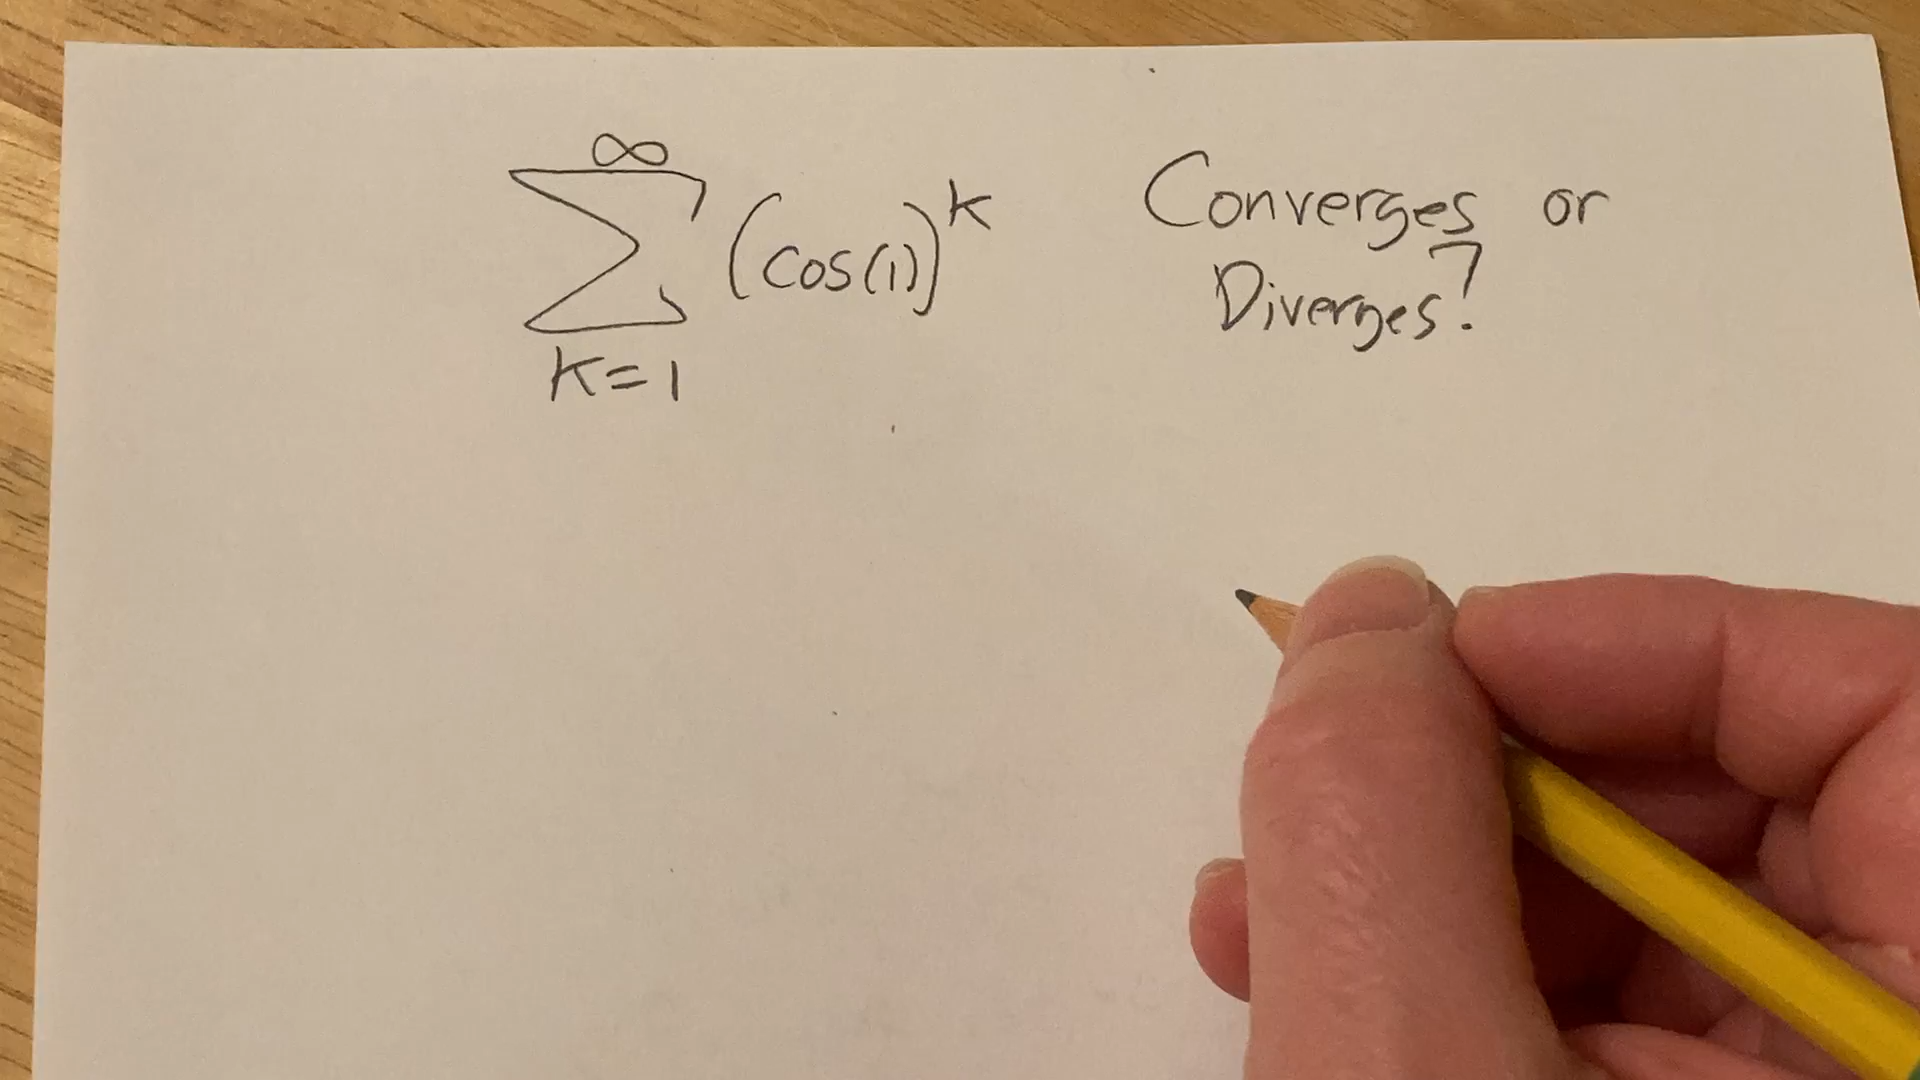 ∞
∑ (cos(1))^k Converges or
k=1 Diverges?